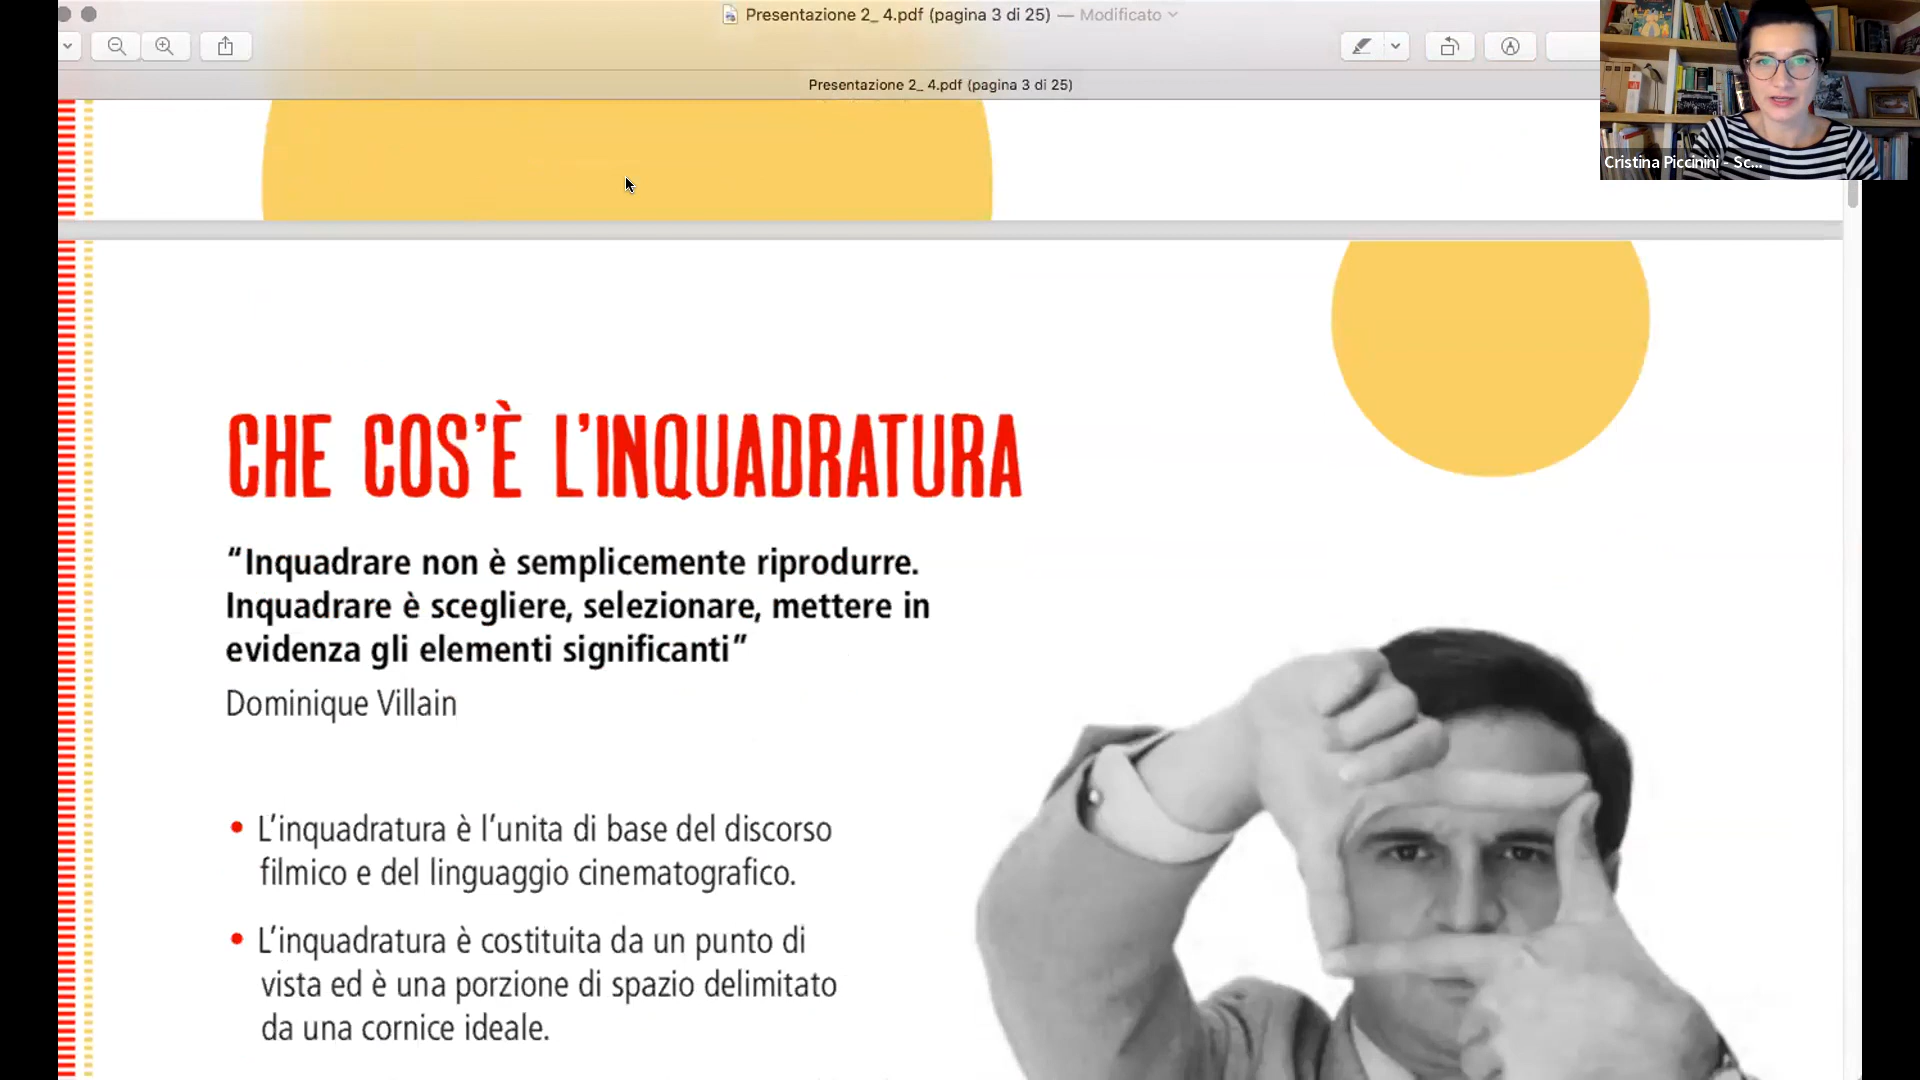 Presentazione 2_ 4.pdf (pagina 3 di 25) — Modificato
Presentazione 2_ 4.pdf (pagina 3 di 25)
Cristina Piccinini - Sc...
CHE COS'È L'INQUADRATURA
“Inquadrare non è semplicemente riprodurre.
Inquadrare è scegliere, selezionare, mettere in
evidenza gli elementi significanti”
Dominique Villain
• L'inquadratura è l'unita di base del discorso
filmico e del linguaggio cinematografico.
• L'inquadratura è costituita da un punto di
vista ed è una porzione di spazio delimitato
da una cornice ideale.